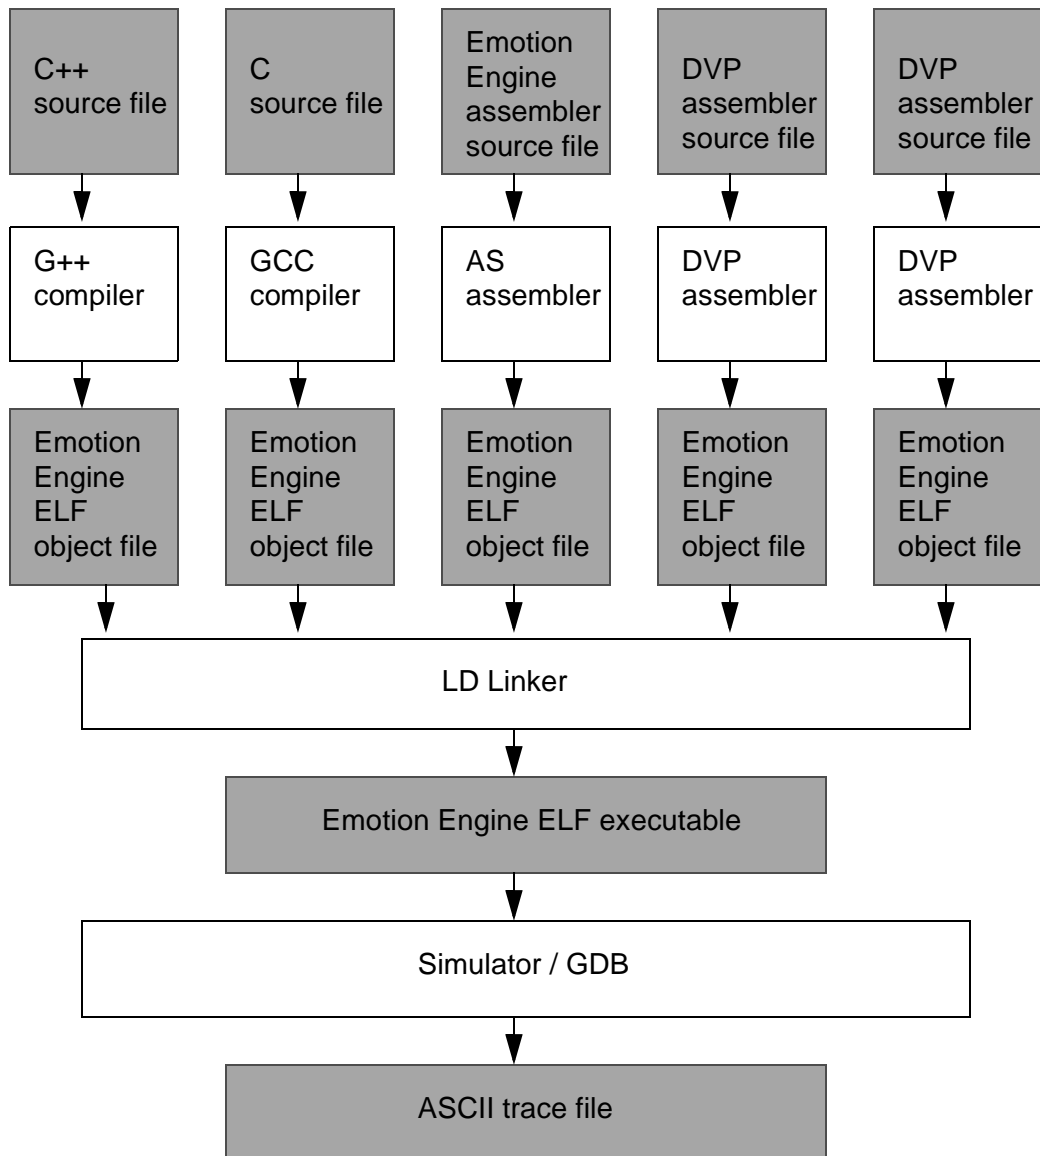 C++
source file
C
source file
Emotion
Engine
assembler
source file
DVP
assembler
source file
DVP
assembler
source file
G++
compiler
GCC
compiler
AS
assembler
DVP
assembler
DVP
assembler
Emotion
Engine
ELF
object file
Emotion
Engine
ELF
object file
Emotion
Engine
ELF
object file
Emotion
Engine
ELF
object file
Emotion
Engine
ELF
object file
LD Linker
Emotion Engine ELF executable
Simulator / GDB
ASCII trace file